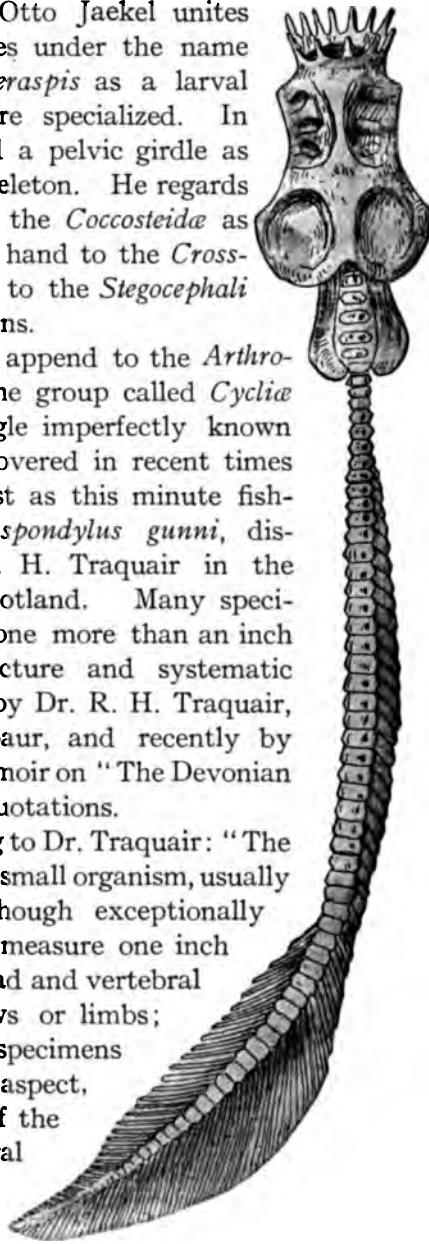 Otto Jaekel unites
es under the name
eraspis as a larval
re specialized. In
d a pelvic girdle as
eleton. He regards
the Coccosteidæ as
hand to the Cross-
to the Stegocephali
ns.
append to the Arthro-
ne group called Cycliæ
gle imperfectly known
overed in recent times
st as this minute fish-
spondylus gunni, dis-
. H. Traquair in the
otland. Many speci-
one more than an inch
cture and systematic
by Dr. R. H. Traquair,
aur, and recently by
moir on "The Devonian
uotations.
g to Dr. Traquair: "The
small organism, usually
hough exceptionally
measure one inch
ad and vertebral
ws or limbs;
specimens
aspect,
f the
ral